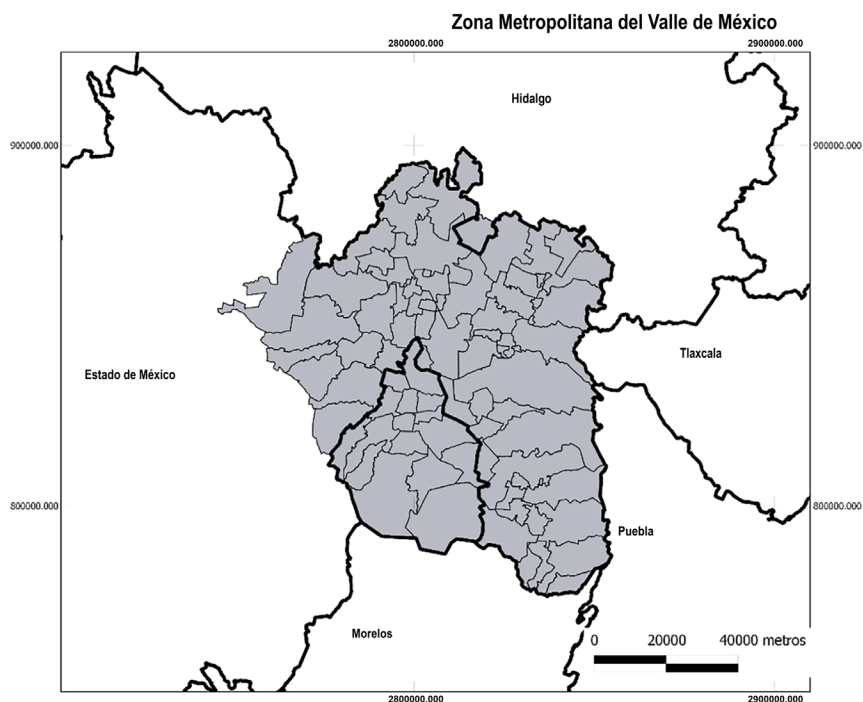 Zona Metropolitana del Valle de México
2800000.000 2900000.000
Hidalgo
900000.000 900000.000
Tlaxcala
Estado de México
800000.000 800000.000
Puebla
Morelos
0 20000 40000 metros
2800000.000 2900000.000